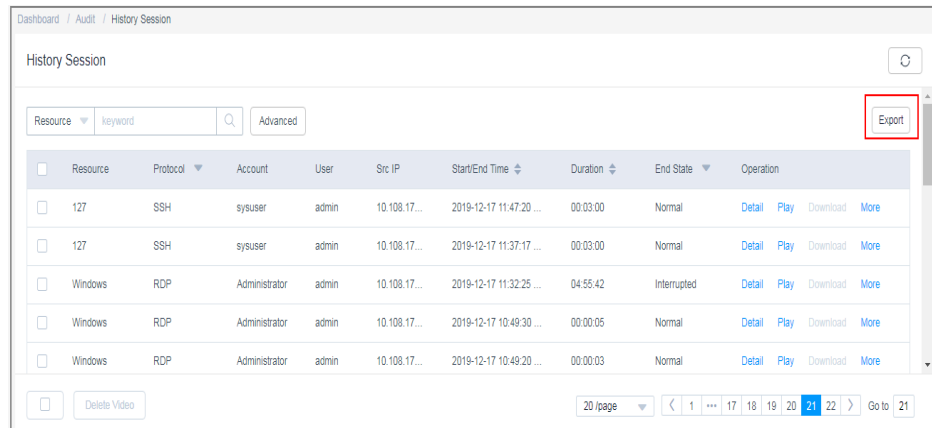 Dashboard / Audit / History Session
History Session
Resource keyword Advanced Export
Resource Protocol Account User Src IP Start/End Time Duration End State Operation
127 SSH sysuser admin 10.108.17... 2019-12-17 11:47:20 ... 00:03:00 Normal Detail Play Download More
127 SSH sysuser admin 10.108.17... 2019-12-17 11:37:17 ... 00:03:00 Normal Detail Play Download More
Windows RDP Administrator admin 10.108.17... 2019-12-17 11:32:25 ... 04:55:42 Interrupted Detail Play Download More
Windows RDP Administrator admin 10.108.17... 2019-12-17 10:49:30 ... 00:00:05 Normal Detail Play Download More
Windows RDP Administrator admin 10.108.17... 2019-12-17 10:49:20 ... 00:00:03 Normal Detail Play Download More
Delete Video 20 /page 1 ••• 17 18 19 20 21 22 Go to 21